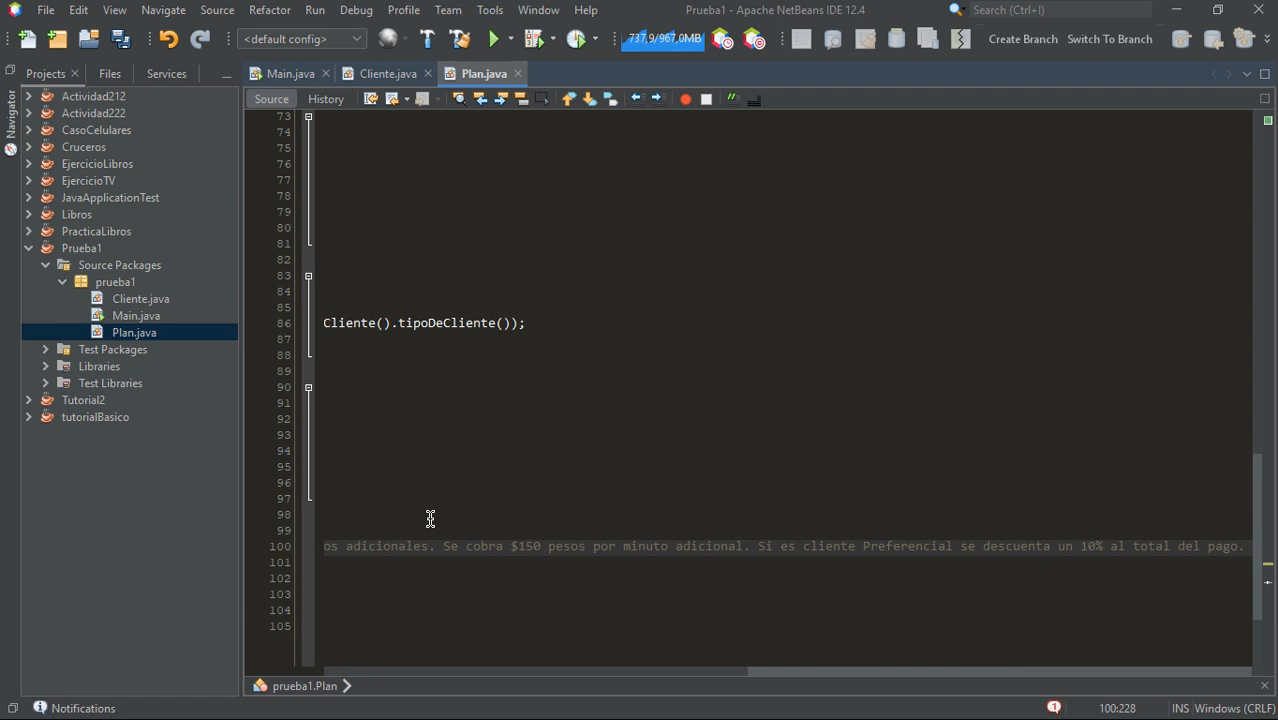 File Edit View Navigate Source Refactor Run Debug Profile Team Tools Window Help Prueba1 - Apache NetBeans IDE 12.4 Search (Ctrl+I)
<default config> 737,9/967,0MB Create Branch Switch To Branch
Projects Files Services Main.java Cliente.java Plan.java
Navigator
Source History
Actividad212
Actividad222
CasoCelulares
Cruceros
EjercicioLibros
EjercicioTV
JavaApplicationTest
Libros
PracticaLibros
Prueba1
Source Packages
prueba1
Cliente.java
Main.java
Plan.java
Test Packages
Libraries
Test Libraries
Tutorial2
tutorialBasico
73
74
75
76
77
78
79
80
81
82
83
84
85
86 Cliente().tipoDeCliente());
87
88
89
90
91
92
93
94
95
96
97
98
99
100 os adicionales. Se cobra $150 pesos por minuto adicional. Si es cliente Preferencial se descuenta un 10% al total del pago.
101
102
103
104
105
prueba1.Plan
Notifications 1 100:228 INS Windows (CRLF)